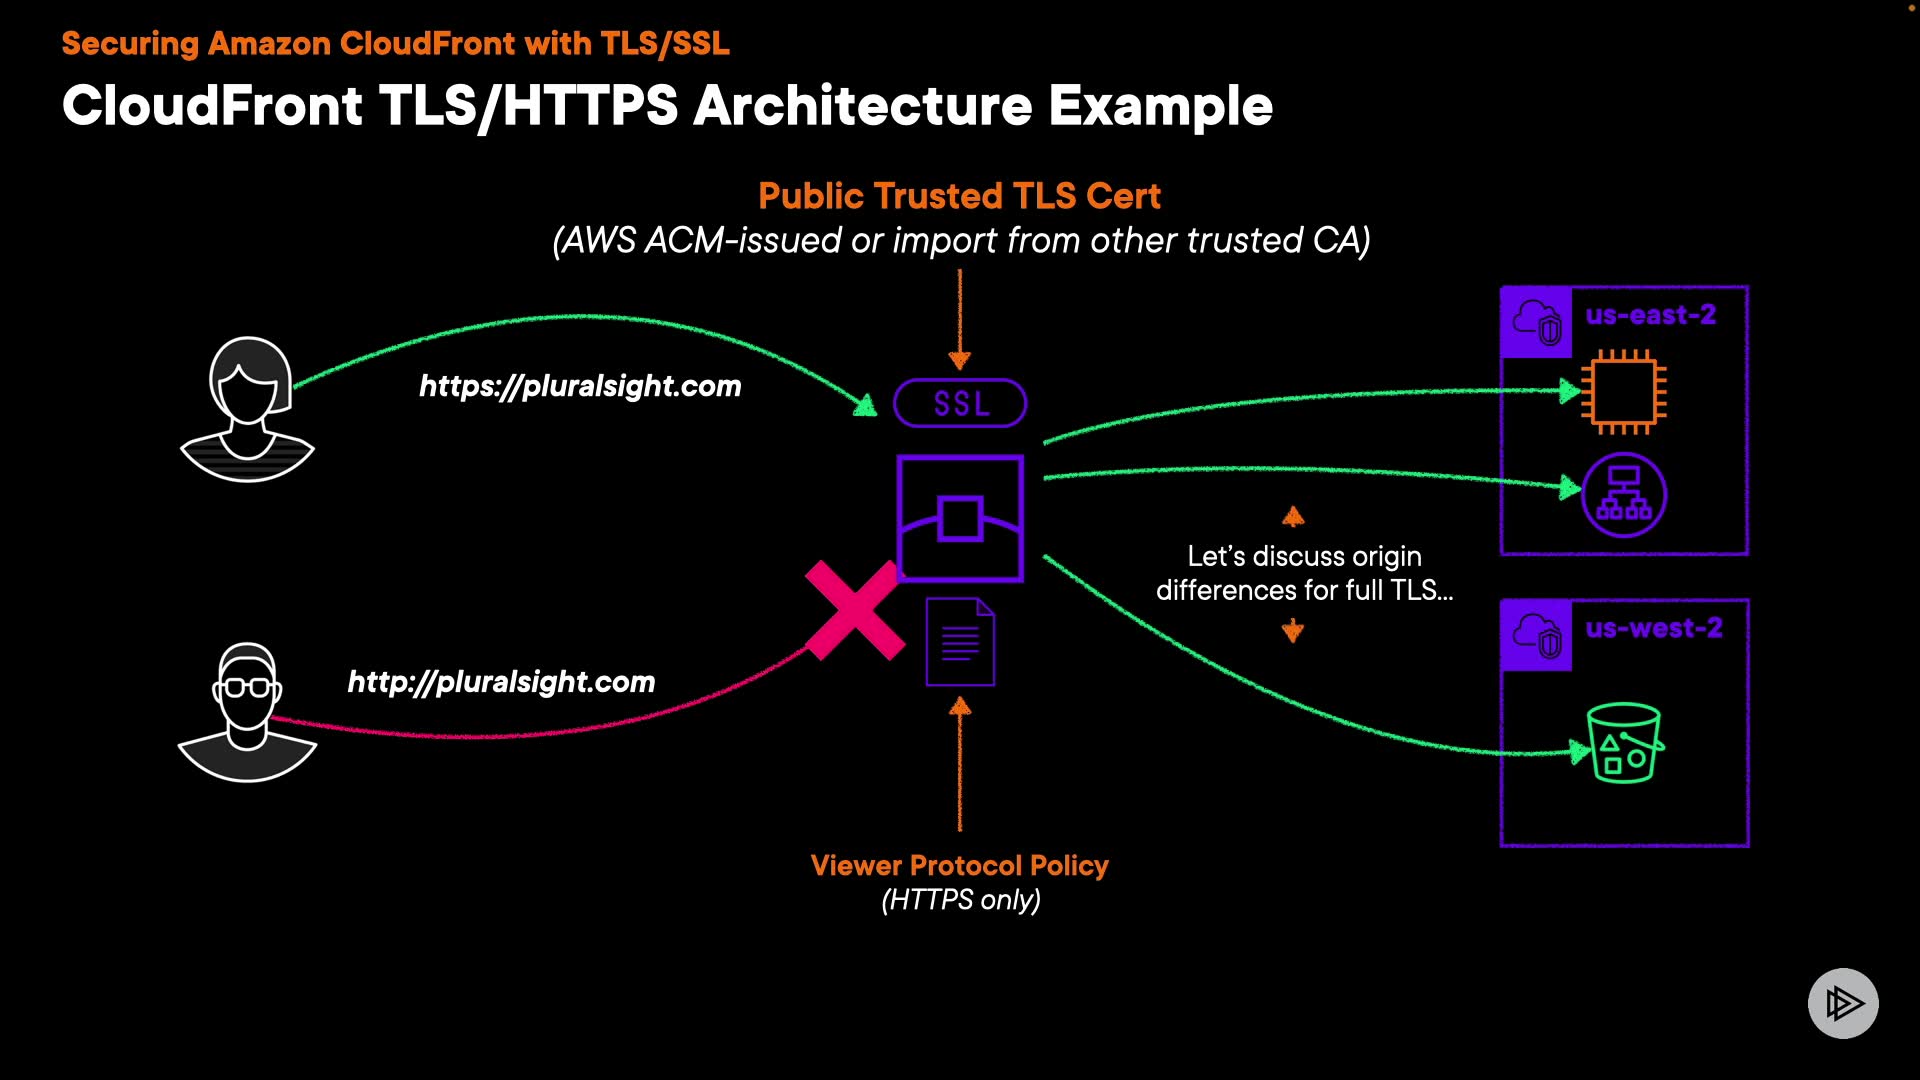 Securing Amazon CloudFront with TLS/SSL
CloudFront TLS/HTTPS Architecture Example
Public Trusted TLS Cert
(AWS ACM-issued or import from other trusted CA)
https://pluralsight.com
SSL
us-east-2
Let's discuss origin
differences for full TLS...
us-west-2
http://pluralsight.com
Viewer Protocol Policy
(HTTPS only)